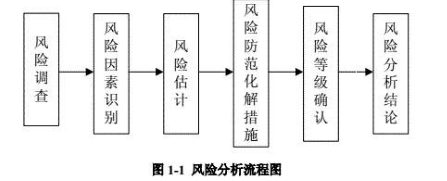 风险调查
风险因素识别
风险估计
风险防范化解措施
风险等级确认
风险分析结论
图 1-1 风险分析流程图